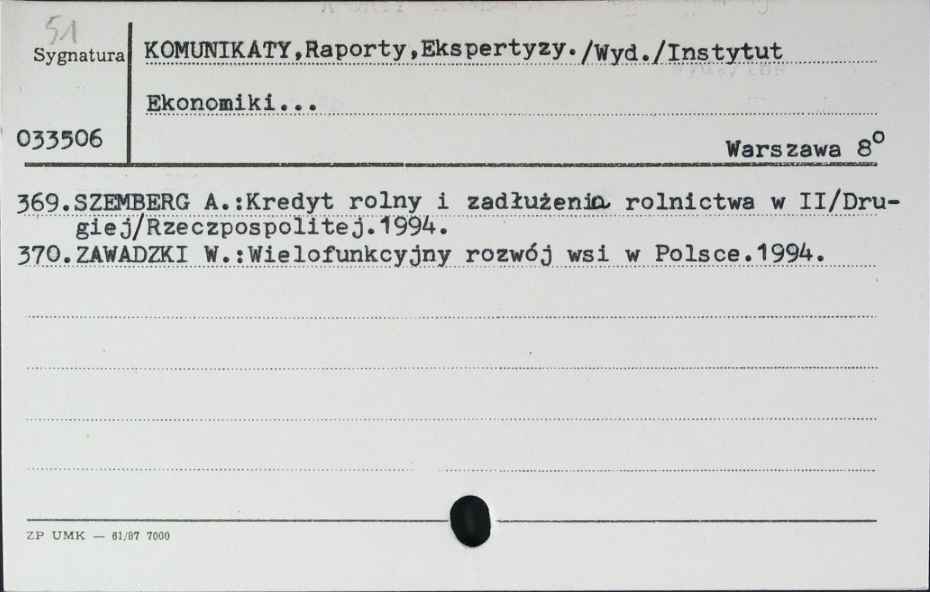 51
Sygnatura
KOMUNIKATY,Raporty,Ekspertyzy./Wyd./Instytut
Ekonomiki...
033506
Warszawa 8°
369.SZEMBERG A.:Kredyt rolny i zadłużenia rolnictwa w II/Dru-
giej/Rzeczpospolitej.1994.
370.ZAWADZKI W.:Wielofunkcyjny rozwój wsi w Polsce.1994.
ZP UMK — 61/87 7000